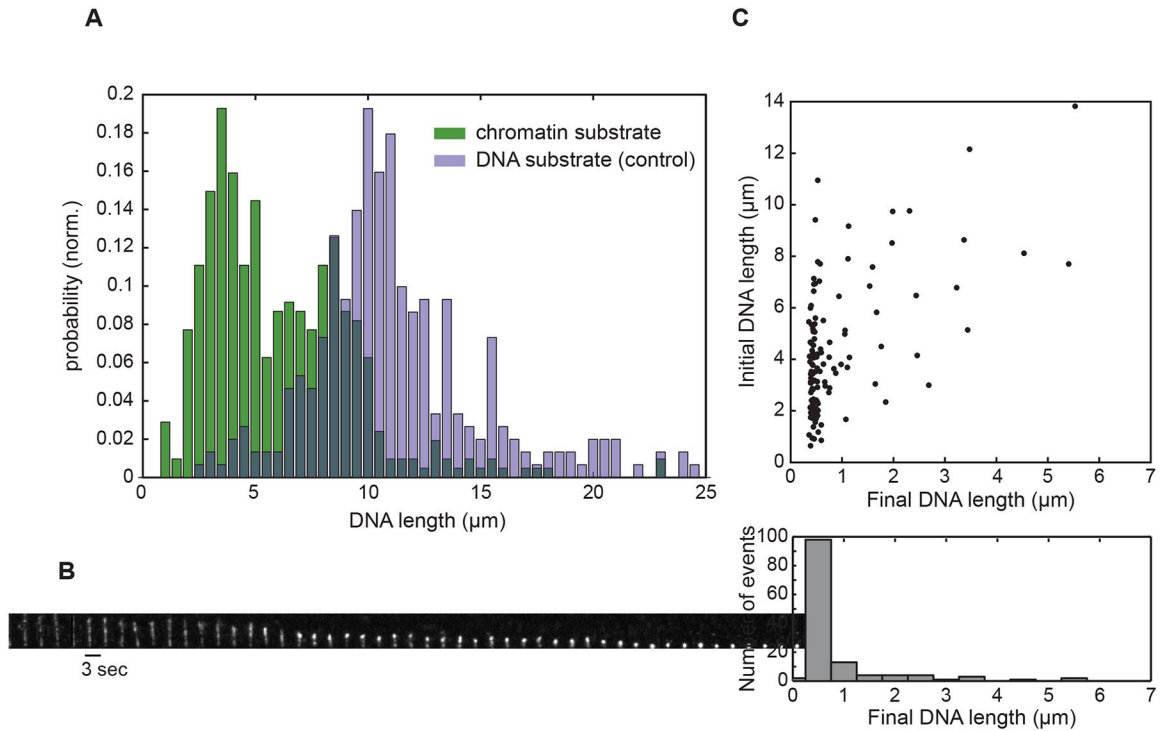 A
C
0.2
0.18
0.16
0.14
0.12
0.1
0.08
0.06
0.04
0.02
0
probability (norm.)
chromatin substrate
DNA substrate (control)
0 5 10 15 20 25
DNA length (µm)
14
12
10
8
6
4
2
0
Initial DNA length (µm)
0 1 2 3 4 5 6 7
Final DNA length (µm)
B
3 sec
100
80
60
40
20
0
Number of events
0 1 2 3 4 5 6 7
Final DNA length (µm)